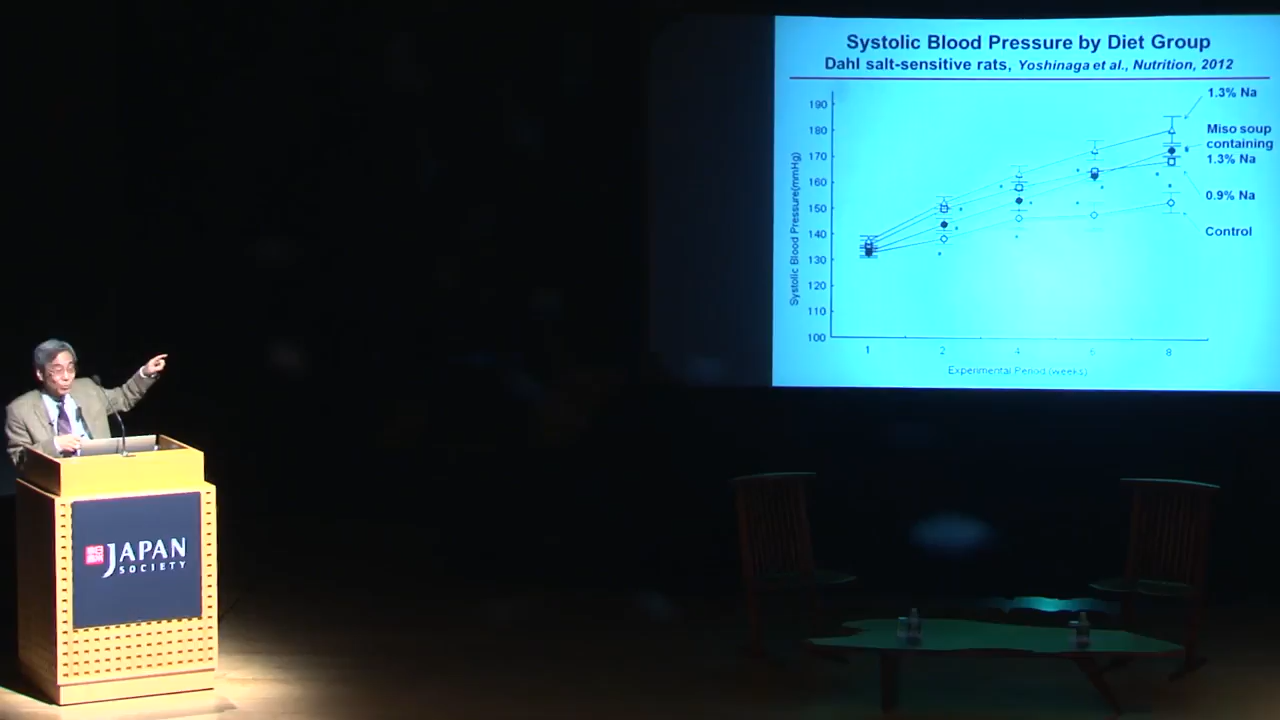 Systolic Blood Pressure by Diet Group
Dahl salt-sensitive rats, Yoshinaga et al., Nutrition, 2012
Systolic Blood Pressure(mmHg)
190
180
170
160
150
140
130
120
110
100
1
2
4
6
8
Experimental Period (weeks)
1.3% Na
Miso soup
containing
1.3% Na
0.9% Na
Control
JAPAN
SOCIETY